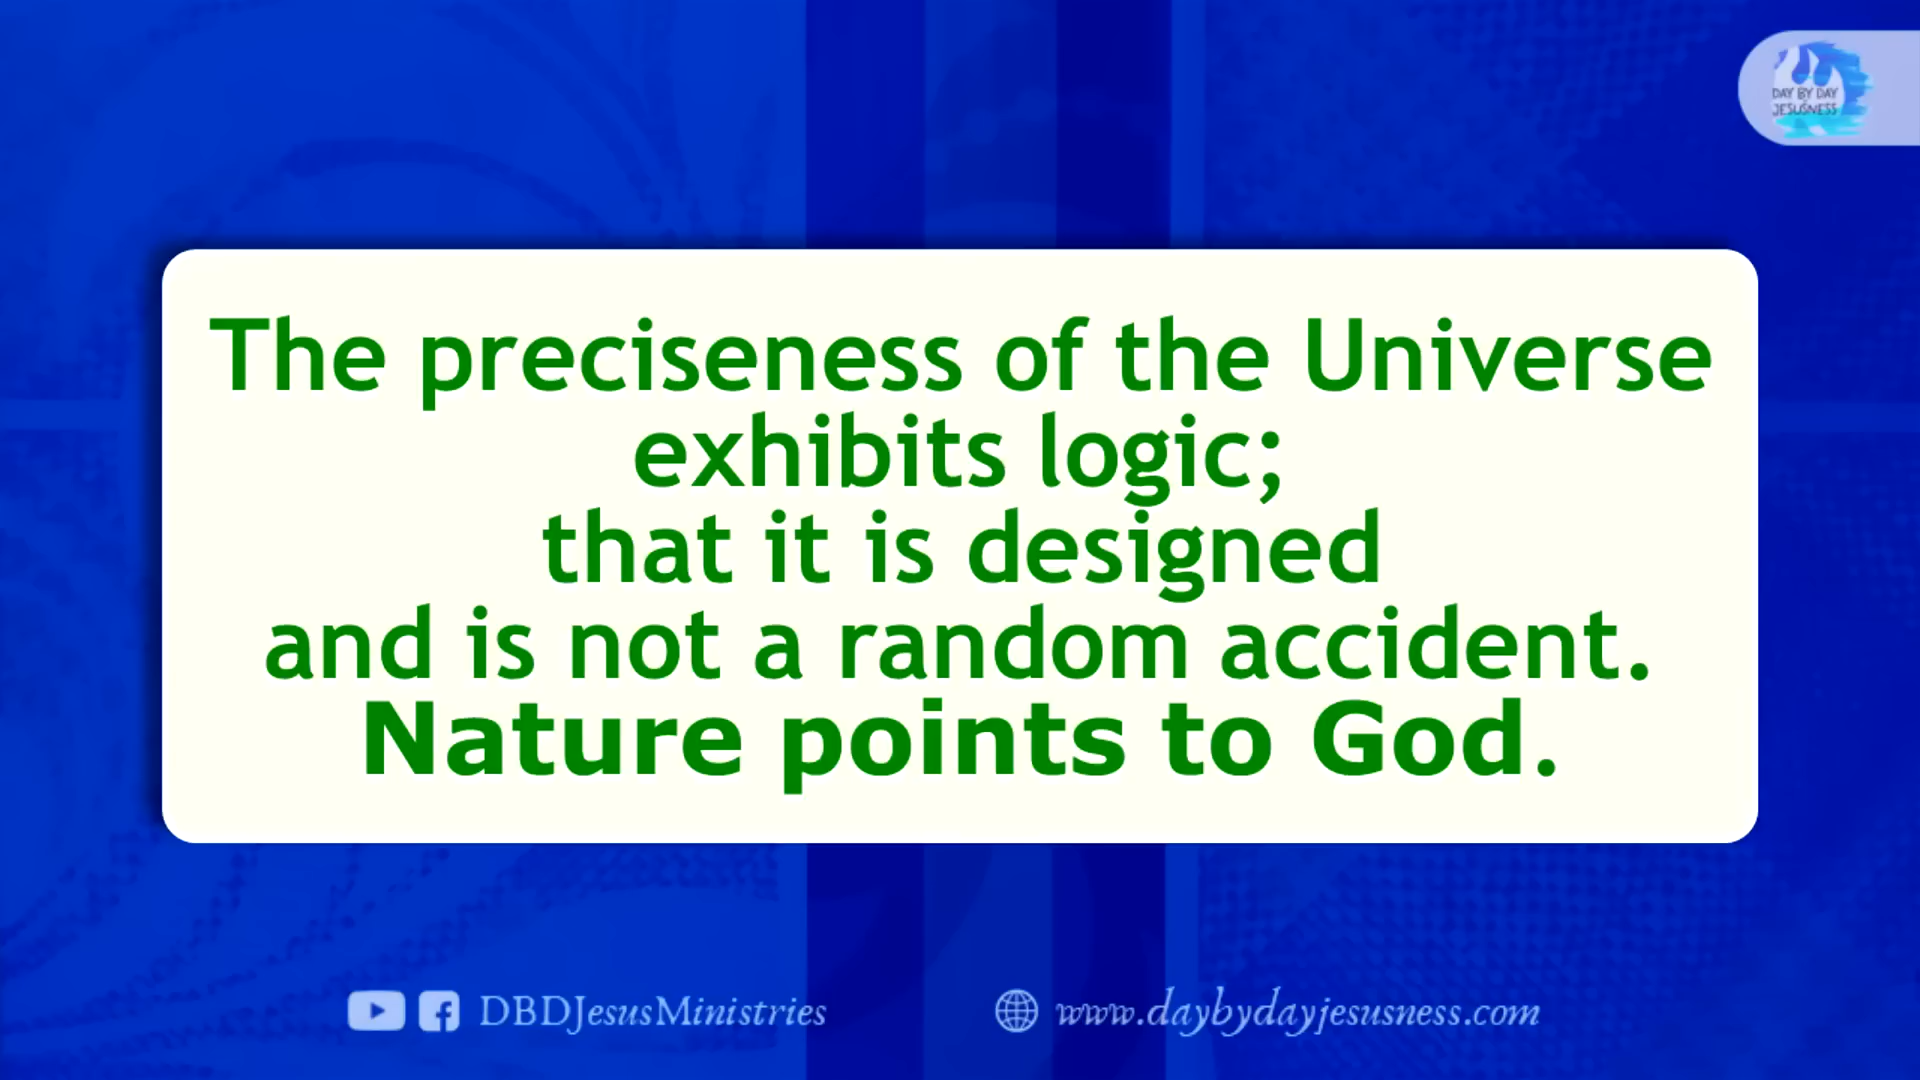 DAY BY DAY
JESUSNESS
The preciseness of the Universe
exhibits logic;
that it is designed
and is not a random accident.
Nature points to God.
DBDJesusMinistries
www.daybydayjesusness.com